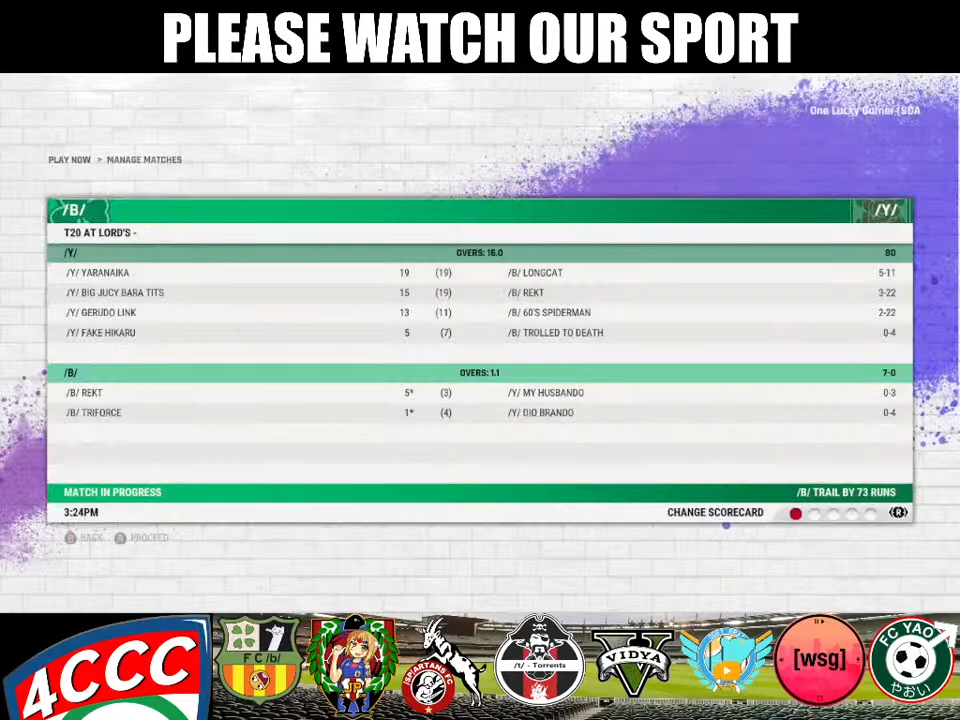 PLEASE WATCH OUR SPORT
One Lucky Gamer (SDA
PLAY NOW > MANAGE MATCHES
/B/ /Y/
T20 AT LORD'S -
/Y/ OVERS: 16.0 80
/Y/ YARANAIKA 19 (19) /B/ LONGCAT 5-11
/Y/ BIG JUCY BARA TITS 15 (19) /B/ REKT 3-22
/Y/ GERUDO LINK 13 (11) /B/ 60'S SPIDERMAN 2-22
/Y/ FAKE HIKARU 5 (7) /B/ TROLLED TO DEATH 0-4
/B/ OVERS: 1.1 7-0
/B/ REKT 5* (3) /Y/ MY HUSBANDO 0-3
/B/ TRIFORCE 1* (4) /Y/ DIO BRANDO 0-4
MATCH IN PROGRESS /B/ TRAIL BY 73 RUNS
3:24PM CHANGE SCORECARD R
BACK PROCEED
4CCC
FC/b/
JP
SPARTANS FC
/t/ - Torrents
VIDYA
[wsg]
FC YAO
やおい